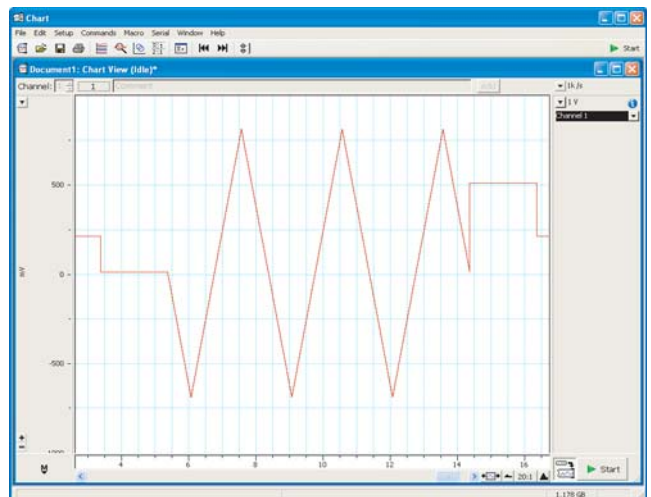 Chart
File Edit Setup Commands Macro Serial Window Help
Start
Document1: Chart View (Idle)*
Channel: 1 1 Comment Add 1k /s
1 V
Channel 1
500
mV
0
-500
-1000
4 8 10 12 14 16
20:1 Start
1.178 GB